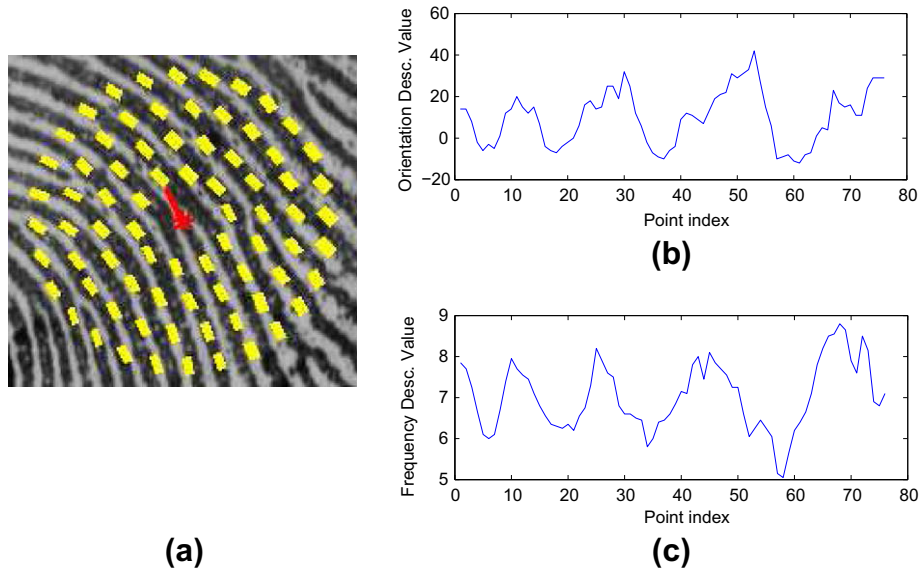 60
40
20
0
−20
0 10 20 30 40 50 60 70 80
Orientation Desc. Value
Point index
(b)
9
8
7
6
5
0 10 20 30 40 50 60 70 80
Frequency Desc. Value
Point index
(a)
(c)